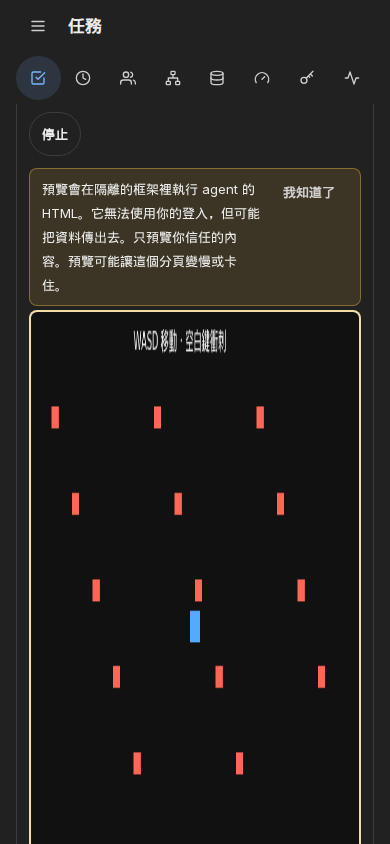 任務
停止
預覽會在隔離的框架裡執行 agent 的
HTML。它無法使用你的登入，但可能
把資料傳出去。只預覽你信任的內
容。預覽可能讓這個分頁變慢或卡
住。
我知道了
WASD 移動 · 空白鍵衝刺